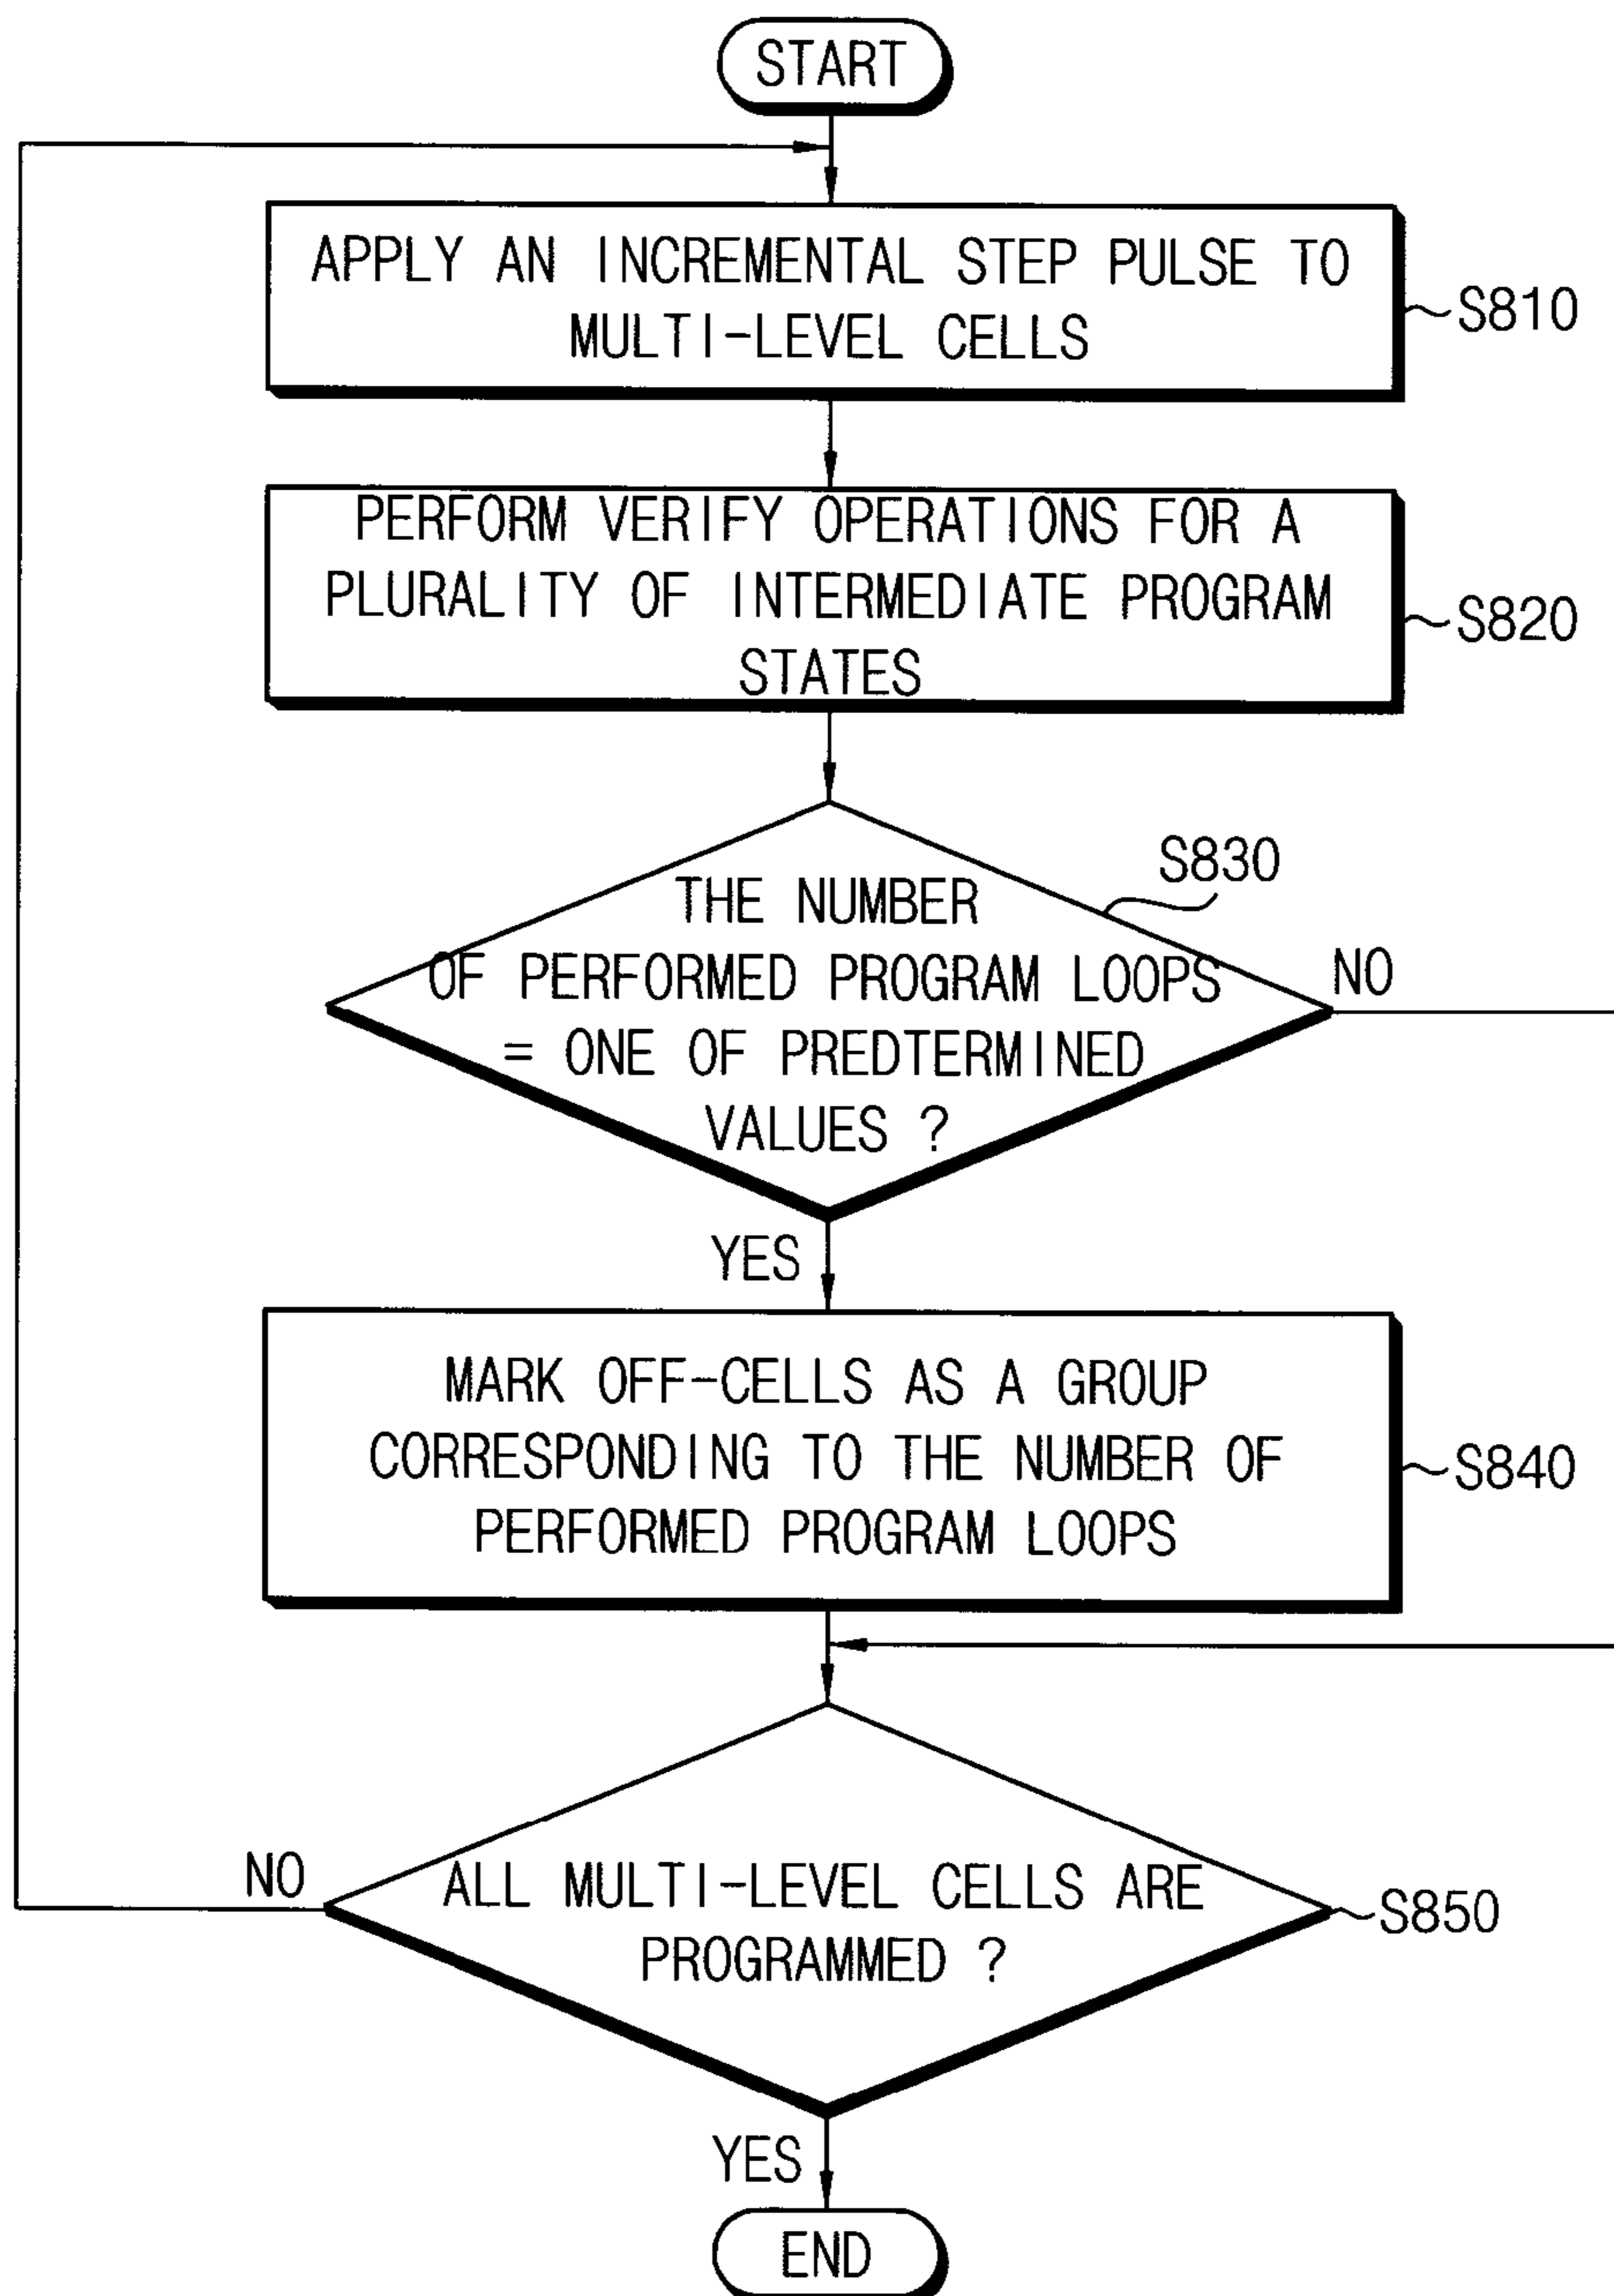 START
APPLY AN INCREMENTAL STEP PULSE TO
MULTI-LEVEL CELLS
S810
PERFORM VERIFY OPERATIONS FOR A
PLURALITY OF INTERMEDIATE PROGRAM
STATES
S820
S830
THE NUMBER
OF PERFORMED PROGRAM LOOPS
= ONE OF PREDTERMINED
VALUES ?
NO
YES
MARK OFF-CELLS AS A GROUP
CORRESPONDING TO THE NUMBER OF
PERFORMED PROGRAM LOOPS
S840
NO
ALL MULTI-LEVEL CELLS ARE
PROGRAMMED ?
S850
YES
END